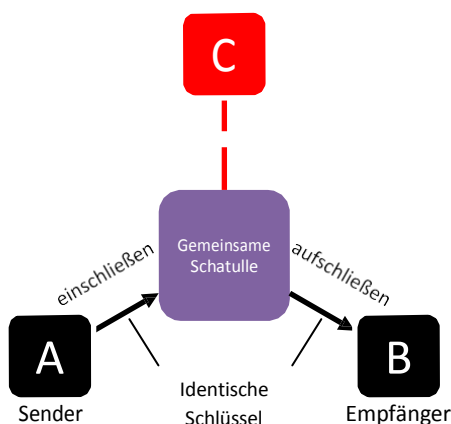 C
Gemeinsame
Schatulle
einschließen
aufschließen
A
B
Sender
Identische
Schlüssel
Empfänger